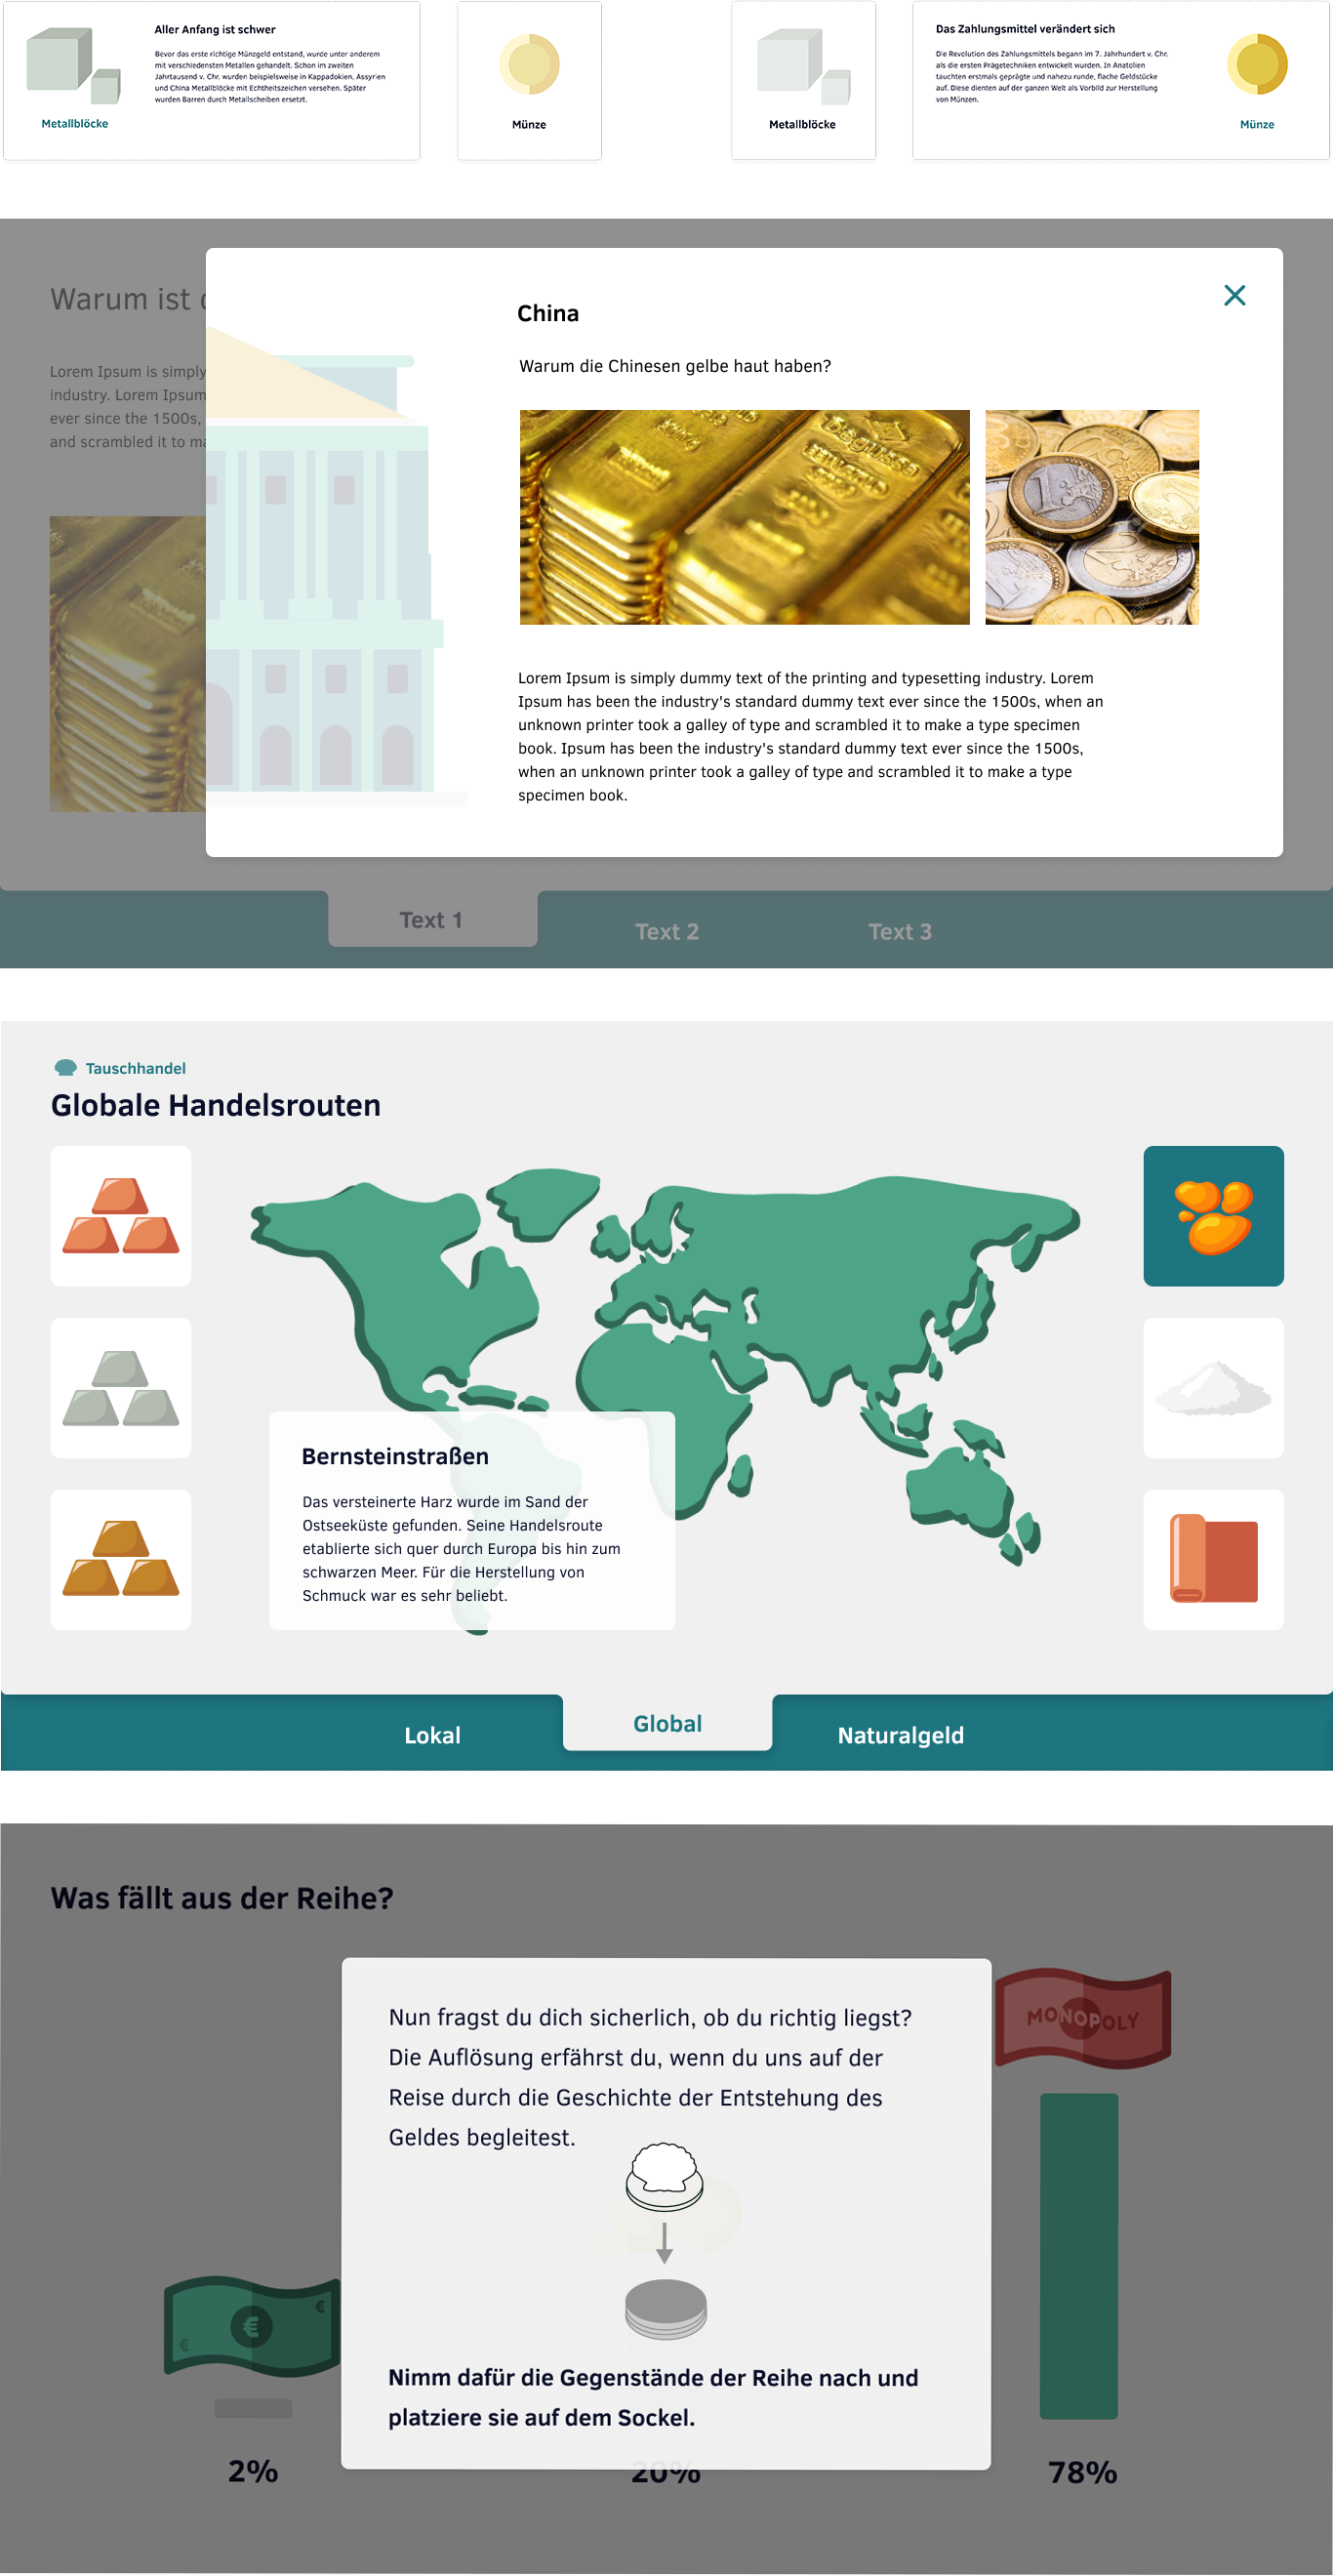 Aller Anfang ist schwer
Bevor das erste richtige Münzgeld entstand, wurde unter anderem
mit verschiedensten Metallen gehandelt. Schon im zweiten
Jahrtausend v. Chr. wurden beispielsweise in Kappadokien, Assyrien
und China Metallblöcke mit Echtheitszeichen versehen. Später
wurden Barren durch Metallscheiben ersetzt.
Metallblöcke
Münze
Metallblöcke
Das Zahlungsmittel verändert sich
Die Revolution des Zahlungsmittels begann im 7. Jahrhundert v. Chr.
als die ersten Prägetechniken entwickelt wurden. In Anatolien
tauchten erstmals geprägte und nahezu runde, flache Geldstücke
auf. Diese dienten auf der ganzen Welt als Vorbild zur Herstellung
von Münzen.
Münze
Warum ist
Lorem Ipsum is simply
industry. Lorem Ipsum
ever since the 1500s,
and scrambled it to ma
China
Warum die Chinesen gelbe haut haben?
Lorem Ipsum is simply dummy text of the printing and typesetting industry. Lorem
Ipsum has been the industry's standard dummy text ever since the 1500s, when an
unknown printer took a galley of type and scrambled it to make a type specimen
book. Ipsum has been the industry's standard dummy text ever since the 1500s,
when an unknown printer took a galley of type and scrambled it to make a type
specimen book.
Text 1
Text 2
Text 3
Tauschhandel
Globale Handelsrouten
Bernsteinstraßen
Das versteinerte Harz wurde im Sand der
Ostseeküste gefunden. Seine Handelsroute
etablierte sich quer durch Europa bis hin zum
schwarzen Meer. Für die Herstellung von
Schmuck war es sehr beliebt.
Lokal
Global
Naturalgeld
Was fällt aus der Reihe?
MONOPOLY
Nun fragst du dich sicherlich, ob du richtig liegst?
Die Auflösung erfährst du, wenn du uns auf der
Reise durch die Geschichte der Entstehung des
Geldes begleitest.
€ € €
Nimm dafür die Gegenstände der Reihe nach und
platziere sie auf dem Sockel.
2%
20%
78%